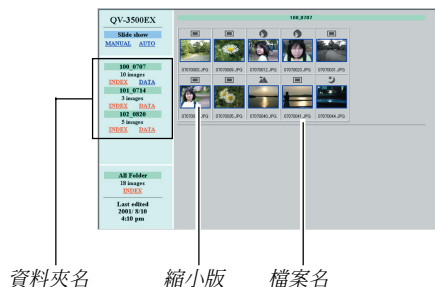 QV-3500EX
Slide show
MANUAL AUTO
100_0707
10 images
INDEX DATA
101_0714
3 images
INDEX DATA
102_0820
5 images
INDEX DATA
All Folder
18 images
INDEX
Last edited
2001/ 8/10
4:10 pm
100_0707
資料夾名
縮小版
檔案名